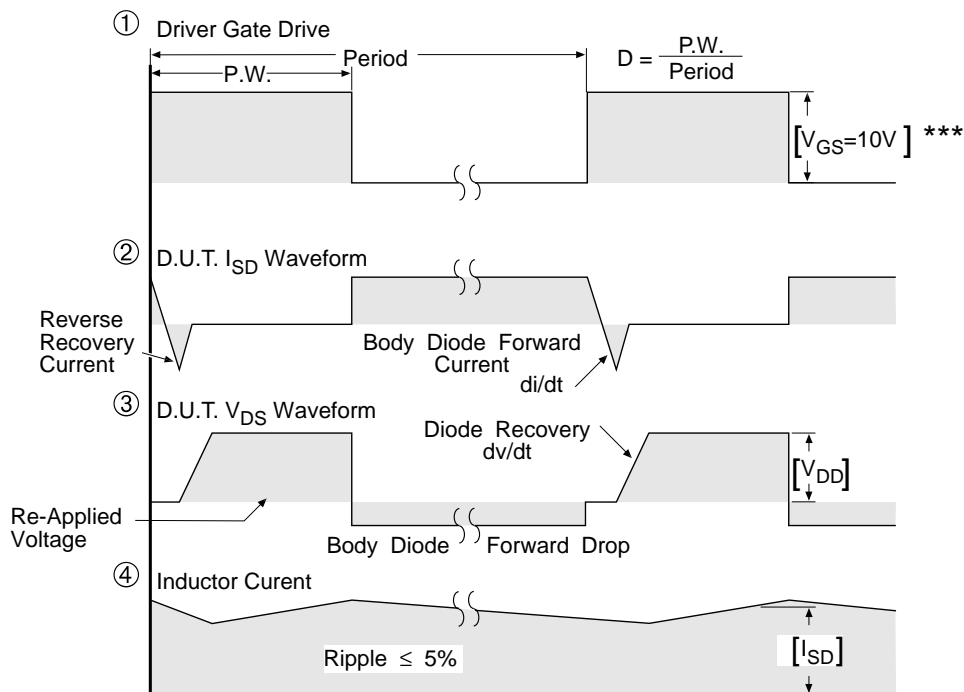 ① Driver Gate Drive
Period
P.W.
D = P.W.
Period
[VGS=10V] ***
② D.U.T. ISD Waveform
Reverse
Recovery
Current
Body Diode Forward
Current
di/dt
③ D.U.T. VDS Waveform
Diode Recovery
dv/dt
[VDD]
Re-Applied
Voltage
Body Diode Forward Drop
④ Inductor Curent
Ripple ≤ 5%
[ISD]